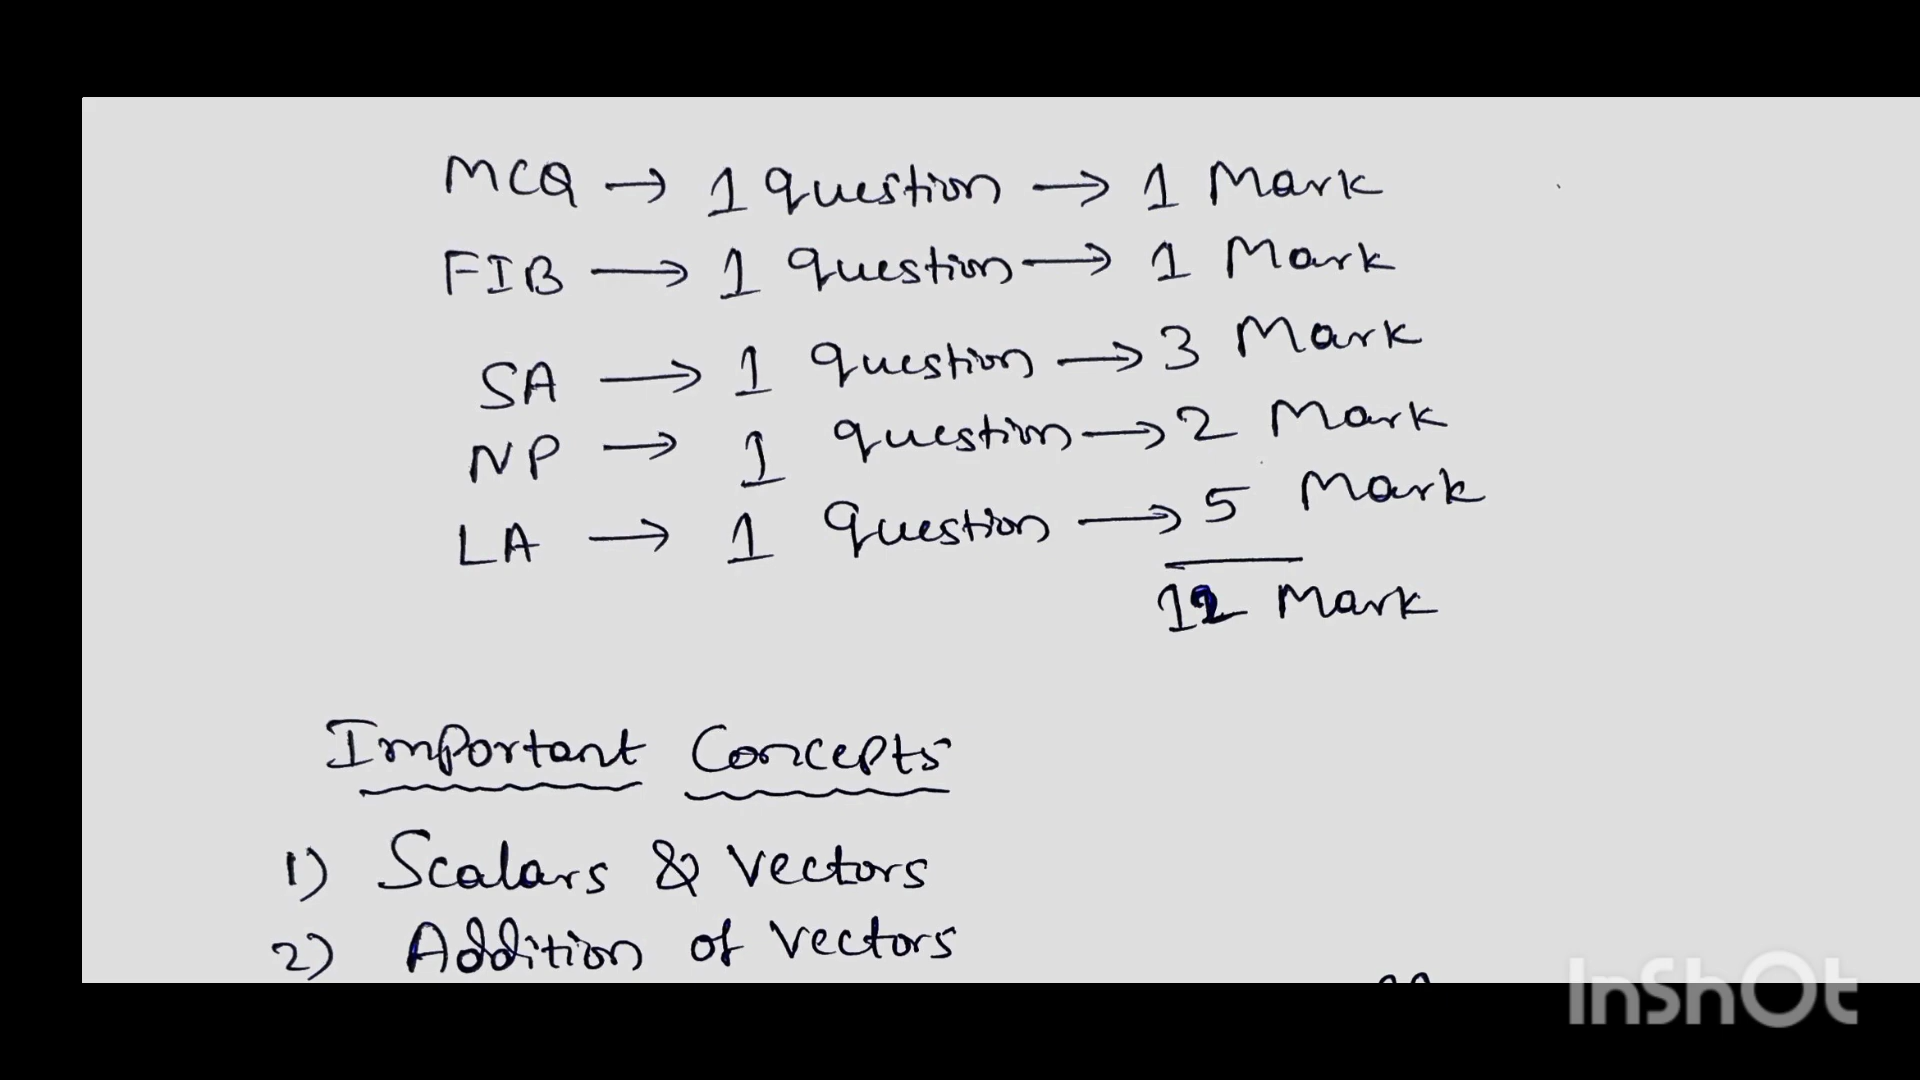 MCQ → 1 question → 1 Mark
FIB → 1 question → 1 Mark
SA → 1 question → 3 Mark
NP → 1 question → 2 Mark
LA → 1 question → 5 Mark
12 Mark
Important Concepts
1) Scalars & Vectors
2) Addition of Vectors
InShOt